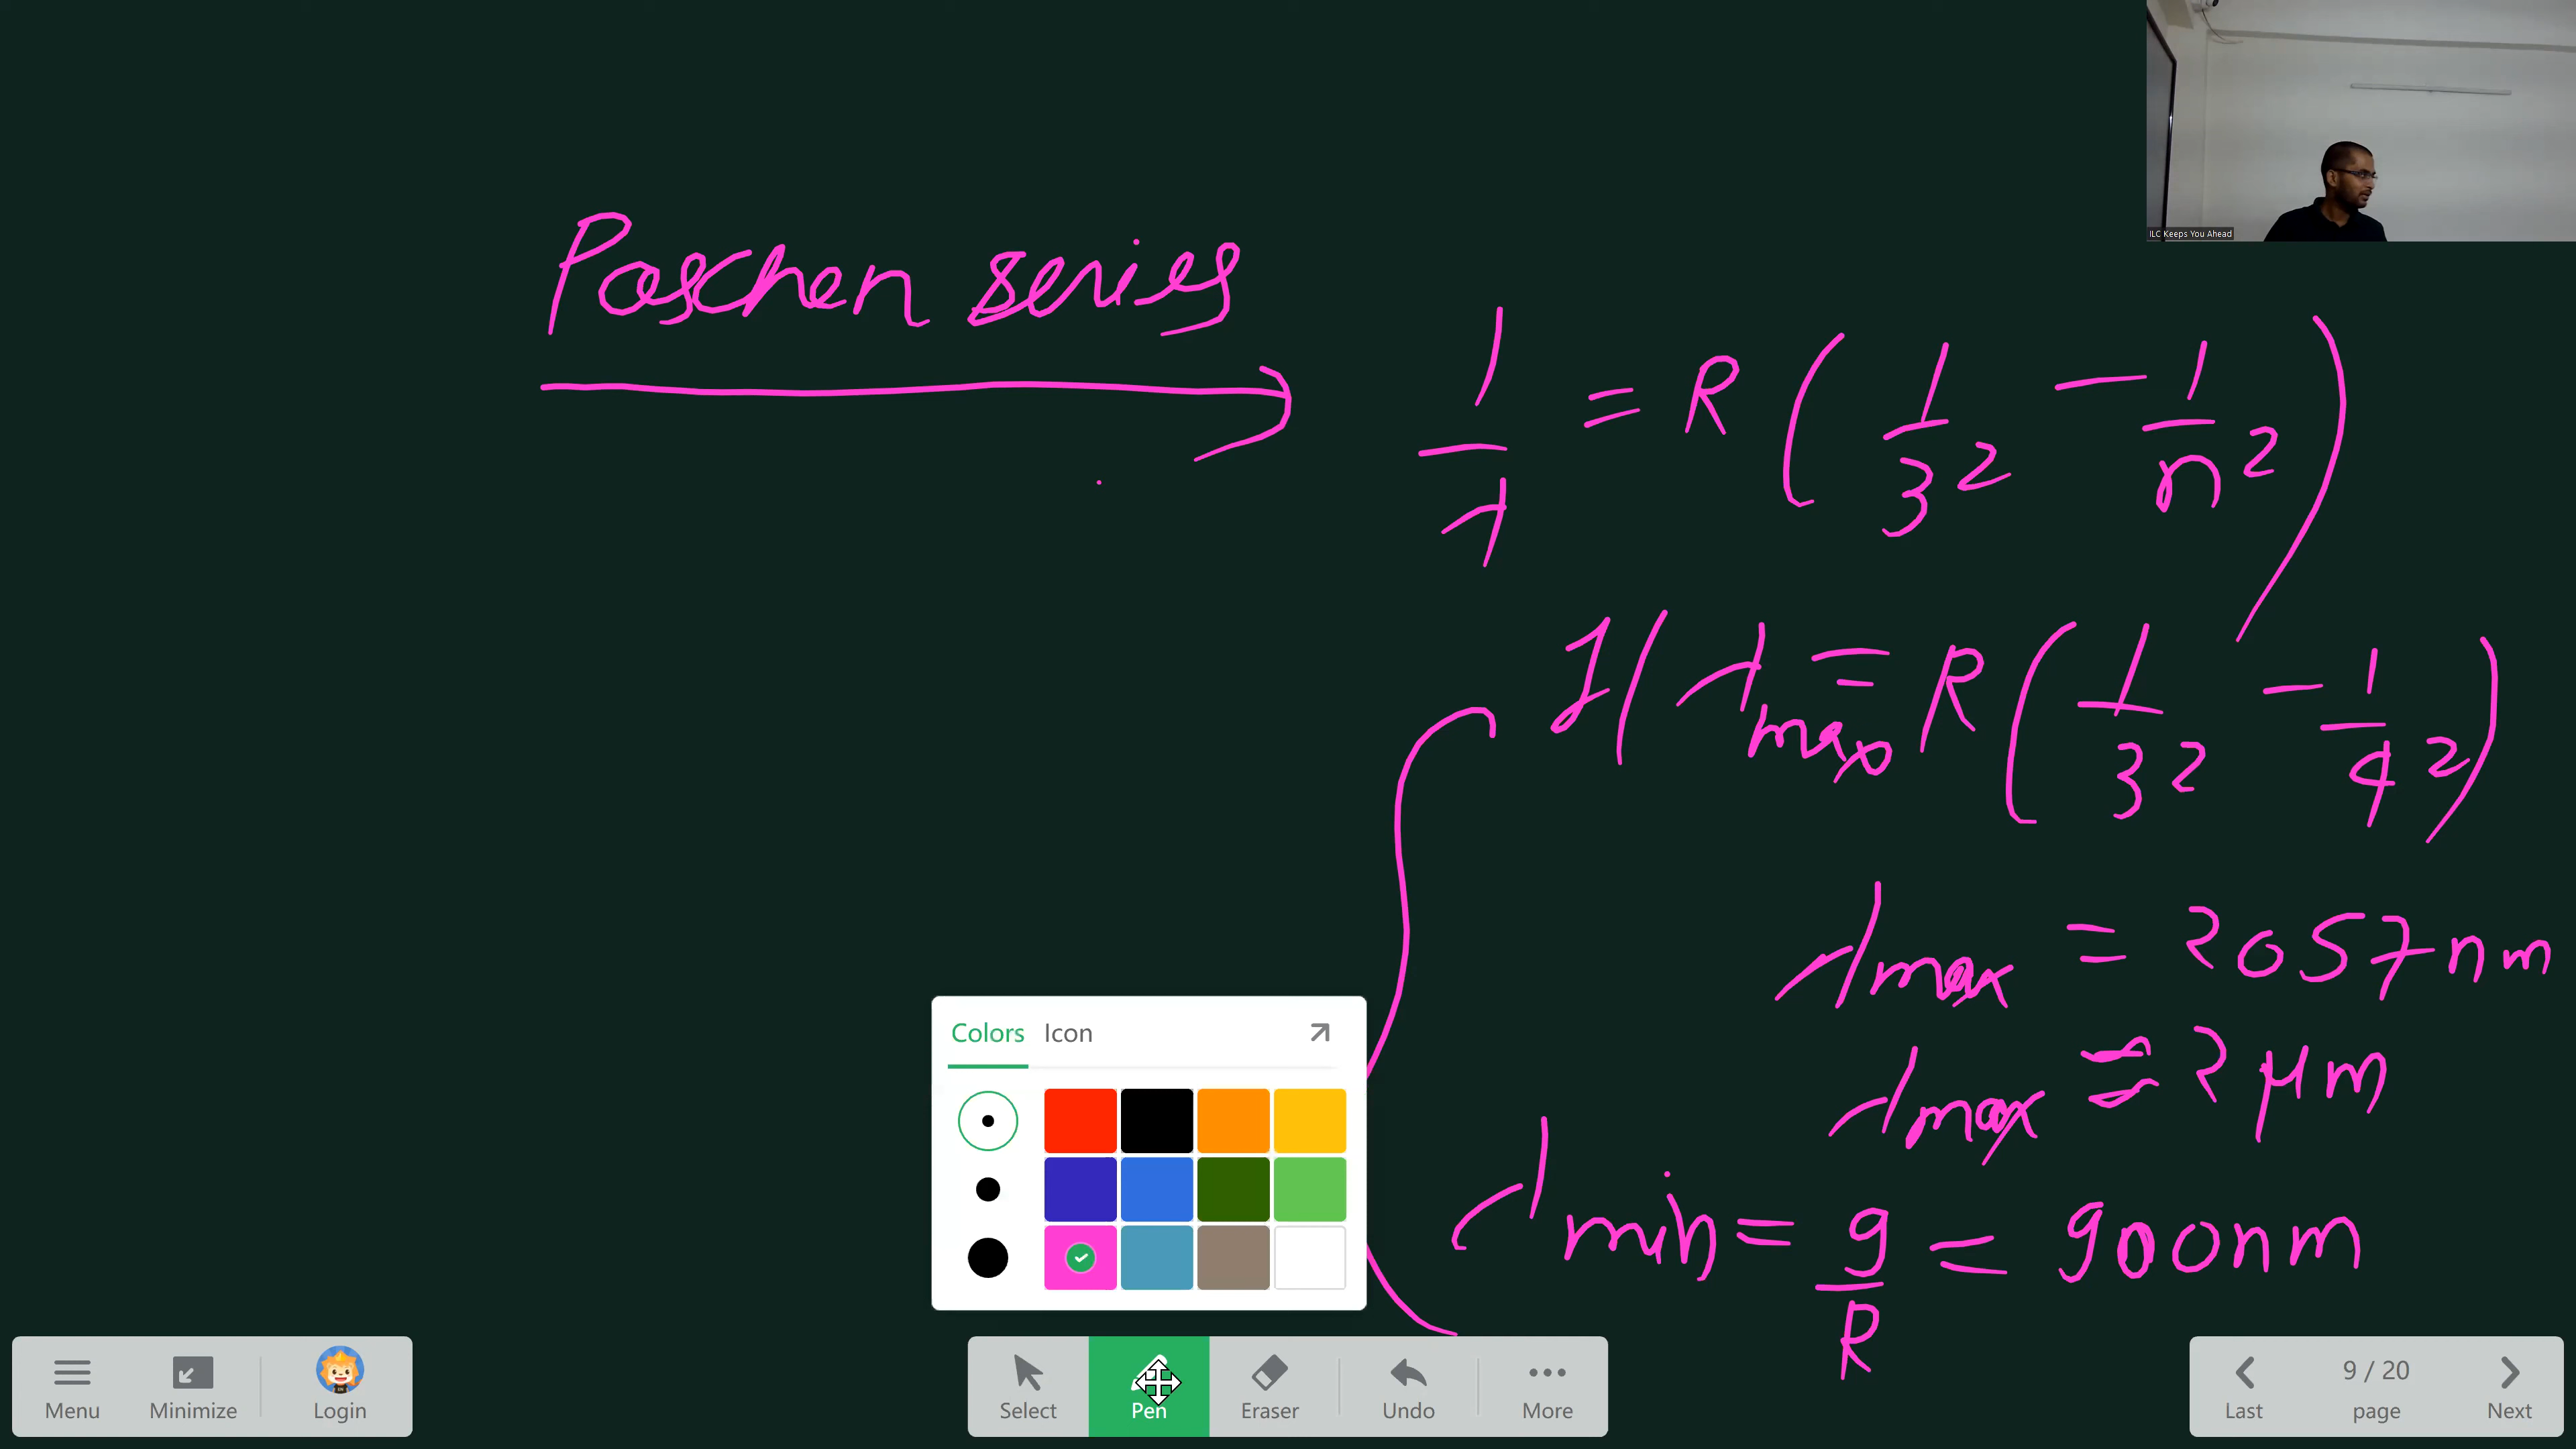 ILC Keeps You Ahead
Paschen series
1/λ = R ( 1/3² − 1/n² )
1/λmax = R ( 1/3² − 1/4² )
λmax = 2057 nm
λmax ≈ 2 μm
λmin = 9/R = 900 nm
Colors Icon
Menu Minimize Login
Select Pen Eraser Undo More
Last 9 / 20 page Next